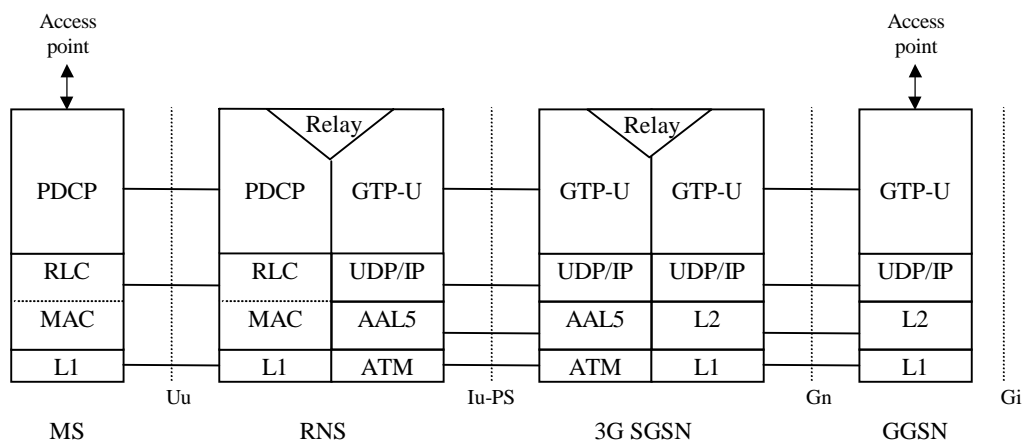 Access
point
Access
point
Relay
Relay
PDCP
PDCP
GTP-U
GTP-U
GTP-U
GTP-U
RLC
RLC
UDP/IP
UDP/IP
UDP/IP
UDP/IP
MAC
MAC
AAL5
AAL5
L2
L2
L1
L1
ATM
ATM
L1
L1
Uu
Iu-PS
Gn
Gi
MS
RNS
3G SGSN
GGSN